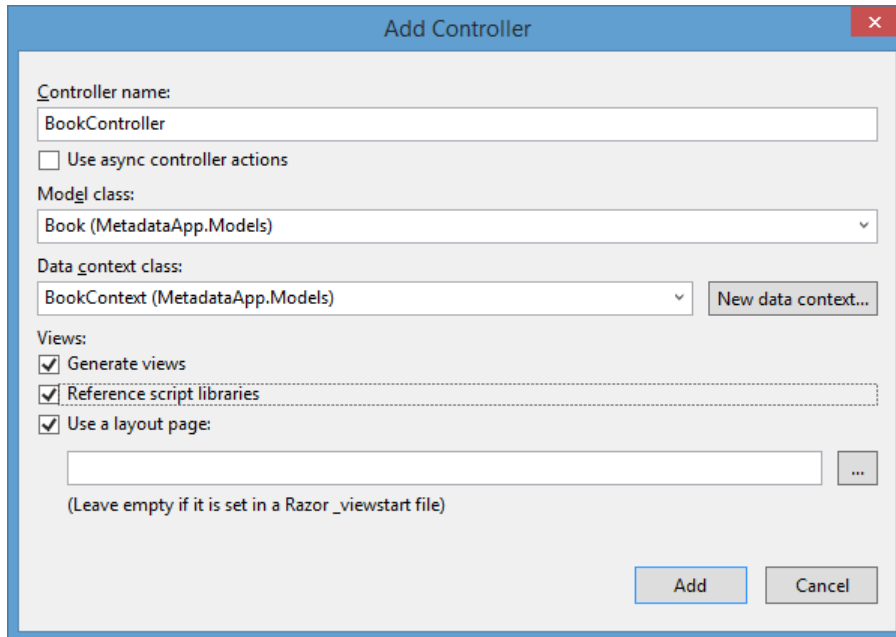 Add Controller
Controller name:
BookController
Use async controller actions
Model class:
Book (MetadataApp.Models)
Data context class:
BookContext (MetadataApp.Models)
New data context...
Views:
Generate views
Reference script libraries
Use a layout page:
...
(Leave empty if it is set in a Razor _viewstart file)
Add
Cancel